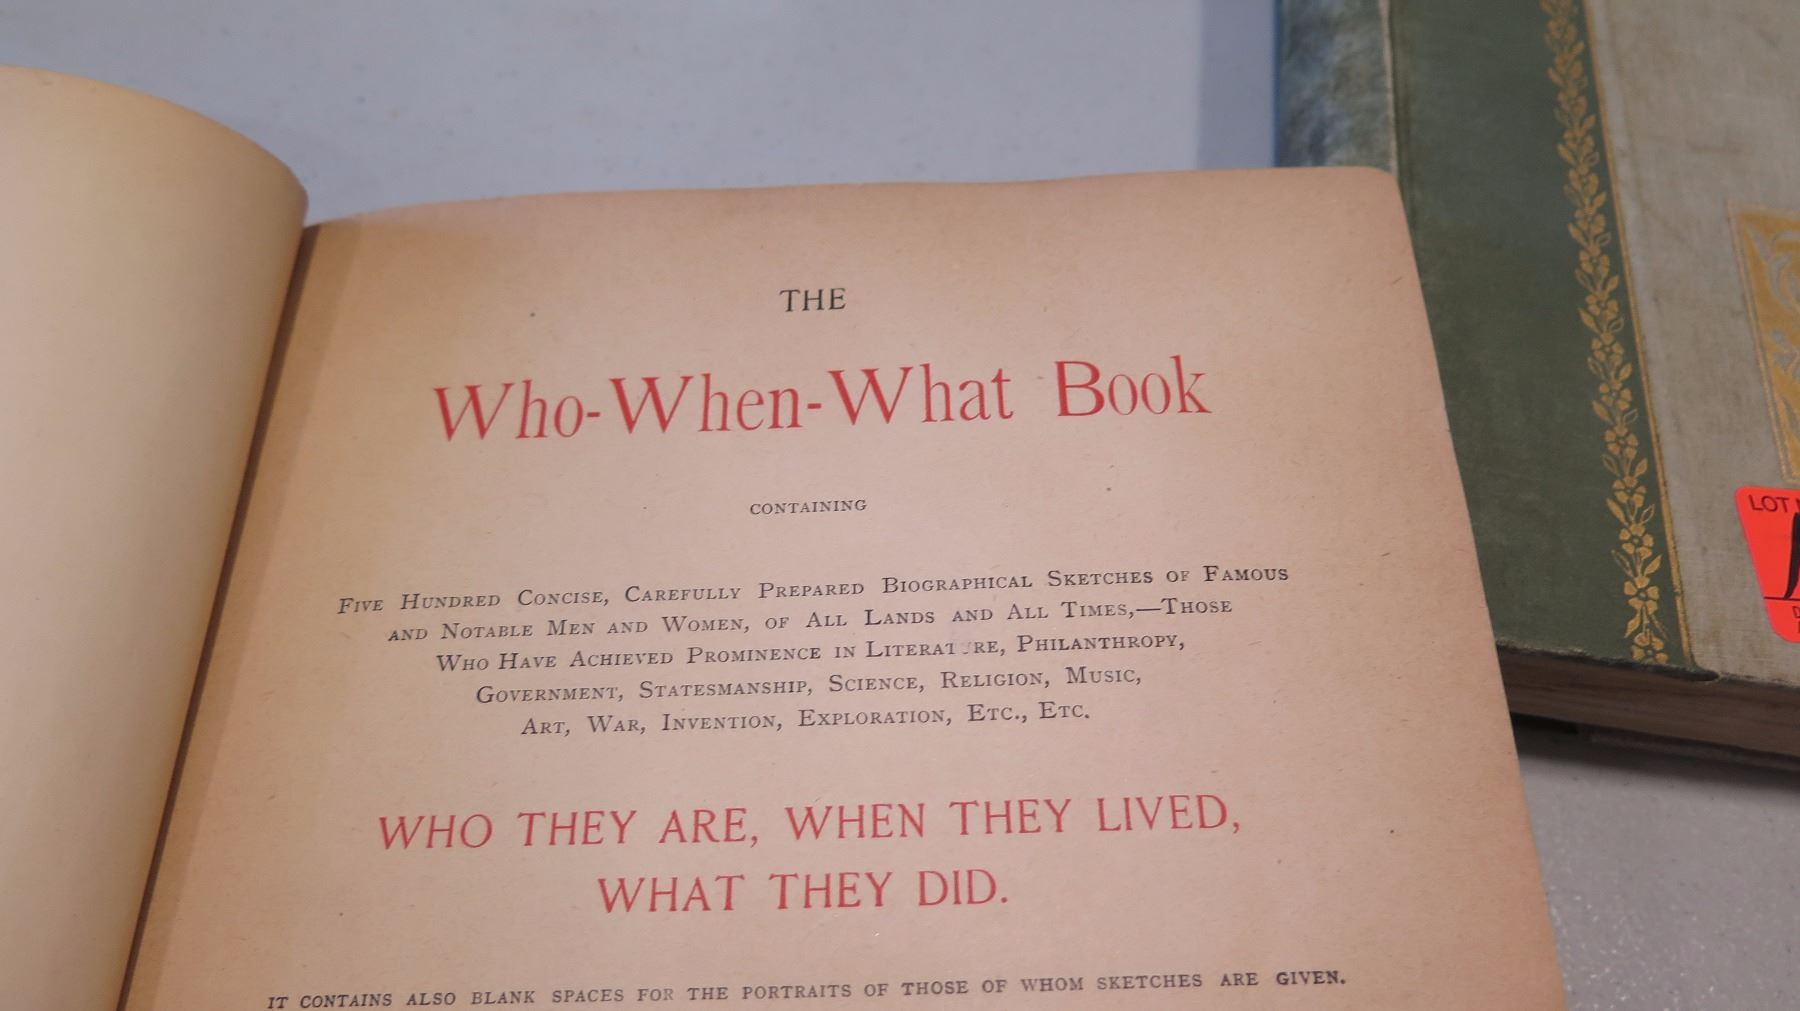 THE
Who-When-What Book
CONTAINING
Five Hundred Concise, Carefully Prepared Biographical Sketches of Famous
and Notable Men and Women, of All Lands and All Times,—Those
Who Have Achieved Prominence in Literature, Philanthropy,
Government, Statesmanship, Science, Religion, Music,
Art, War, Invention, Exploration, Etc., Etc.
WHO THEY ARE, WHEN THEY LIVED,
WHAT THEY DID.
IT CONTAINS ALSO BLANK SPACES FOR THE PORTRAITS OF THOSE OF WHOM SKETCHES ARE GIVEN.
LOT